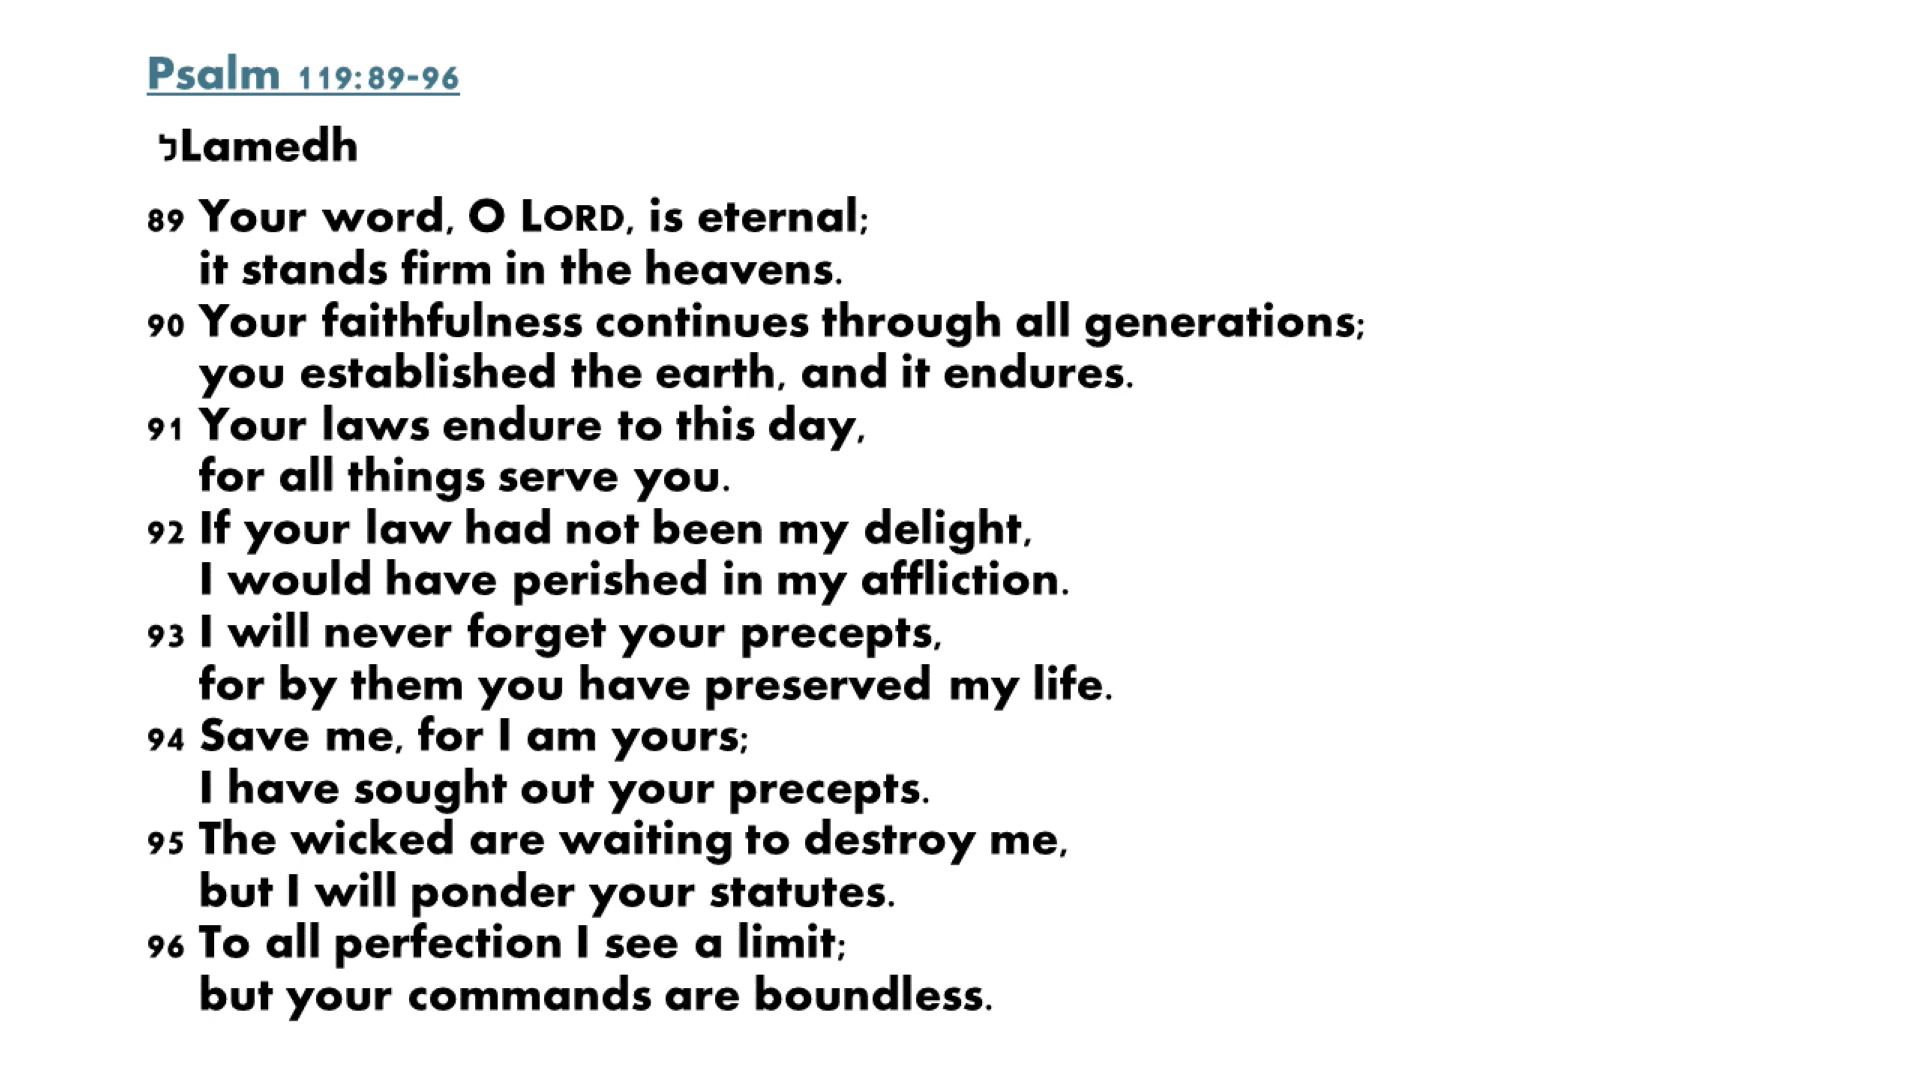 Psalm 119:89-96
לLamedh
89 Your word, O LORD, is eternal;
it stands firm in the heavens.
90 Your faithfulness continues through all generations;
you established the earth, and it endures.
91 Your laws endure to this day,
for all things serve you.
92 If your law had not been my delight,
I would have perished in my affliction.
93 I will never forget your precepts,
for by them you have preserved my life.
94 Save me, for I am yours;
I have sought out your precepts.
95 The wicked are waiting to destroy me,
but I will ponder your statutes.
96 To all perfection I see a limit;
but your commands are boundless.